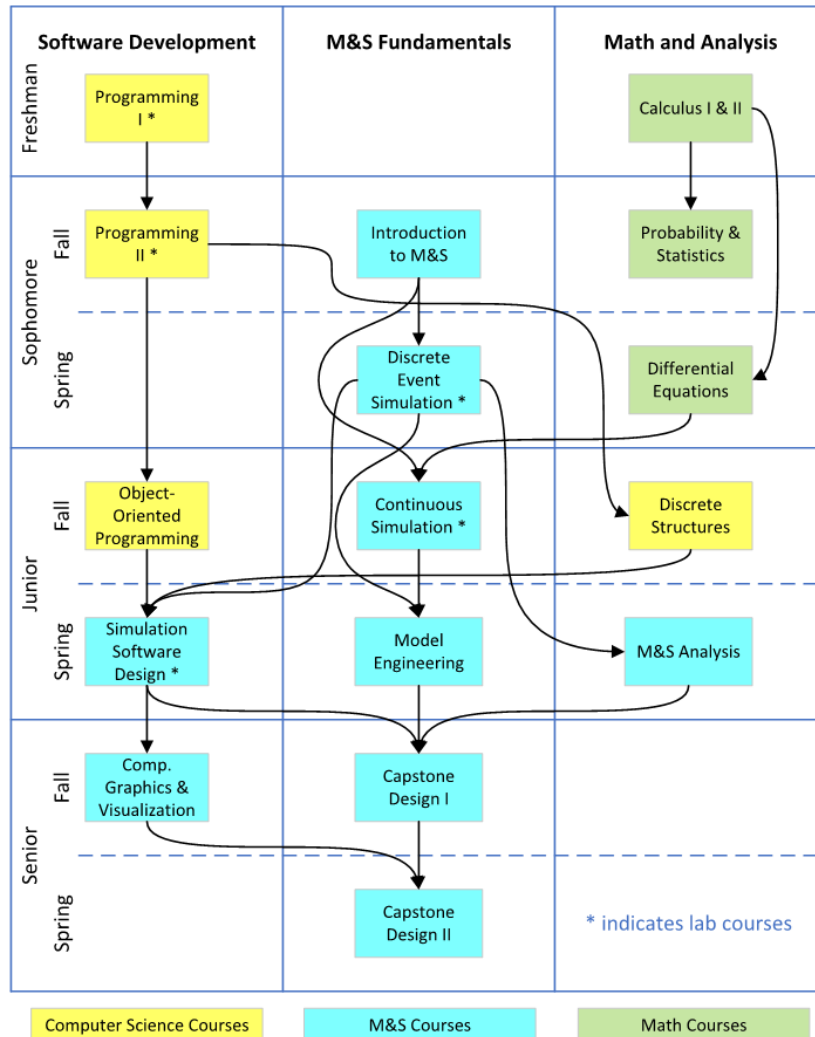 Software Development
M&S Fundamentals
Math and Analysis
Freshman
Programming
I *
Calculus I & II
Sophomore
Fall
Programming
II *
Introduction
to M&S
Probability &
Statistics
Spring
Discrete
Event
Simulation *
Differential
Equations
Junior
Fall
Object-
Oriented
Programming
Continuous
Simulation *
Discrete
Structures
Spring
Simulation
Software
Design *
Model
Engineering
M&S Analysis
Senior
Fall
Comp.
Graphics &
Visualization
Capstone
Design I
Spring
Capstone
Design II
* indicates lab courses
Computer Science Courses
M&S Courses
Math Courses